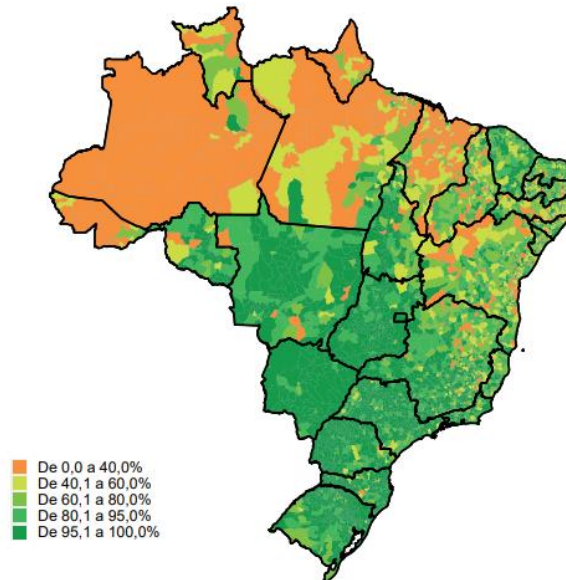 De 0,0 a 40,0%
De 40,1 a 60,0%
De 60,1 a 80,0%
De 80,1 a 95,0%
De 95,1 a 100,0%